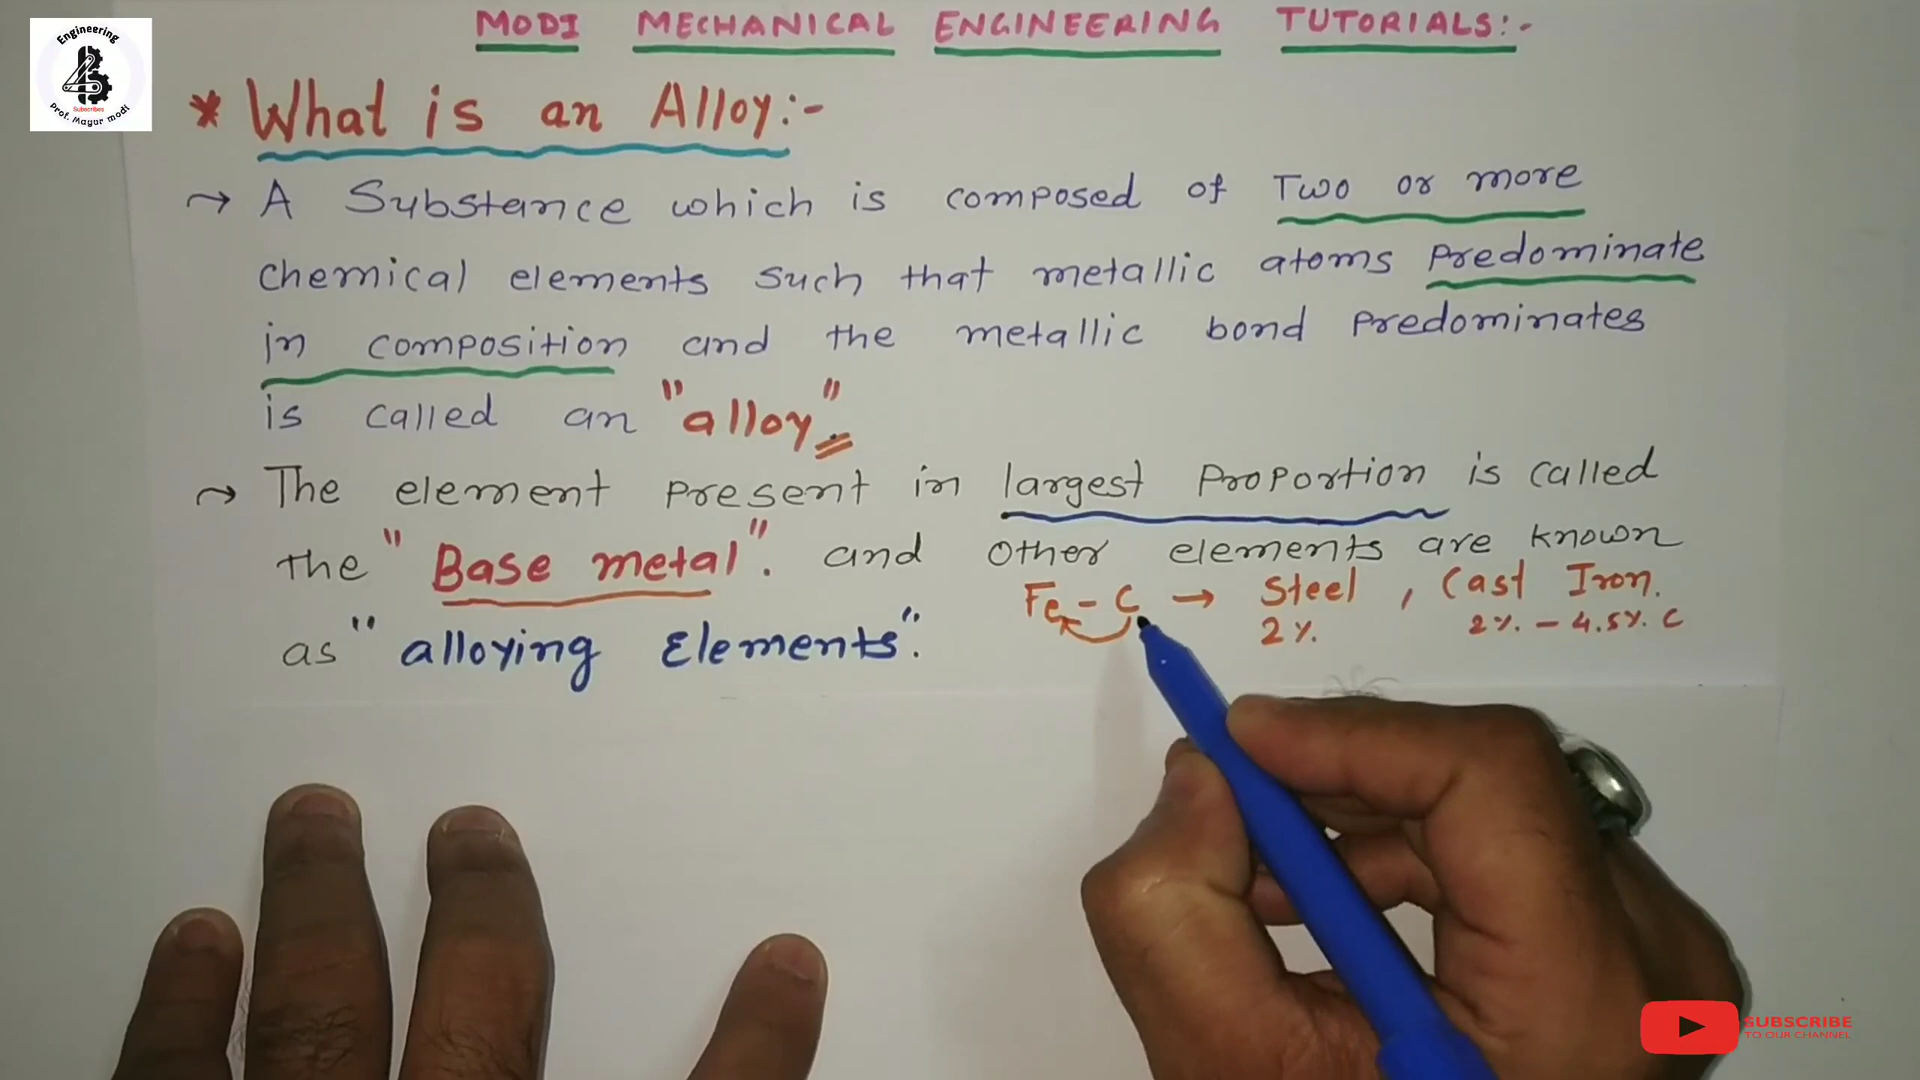 MODI MECHANICAL ENGINEERING TUTORIALS:-
Engineering
Subscribes
Prof. Mayur modi
* What is an Alloy:-
→ A Substance which is composed of Two or more
chemical elements such that metallic atoms predominate
in composition and the metallic bond predominates
is called an "alloy".
→ The element present in largest proportion is called
the "Base metal". and other elements are known
as "alloying Elements".
Fe - C → Steel, Cast Iron.
2%. 2% - 4.5% C
SUBSCRIBE
TO OUR CHANNEL